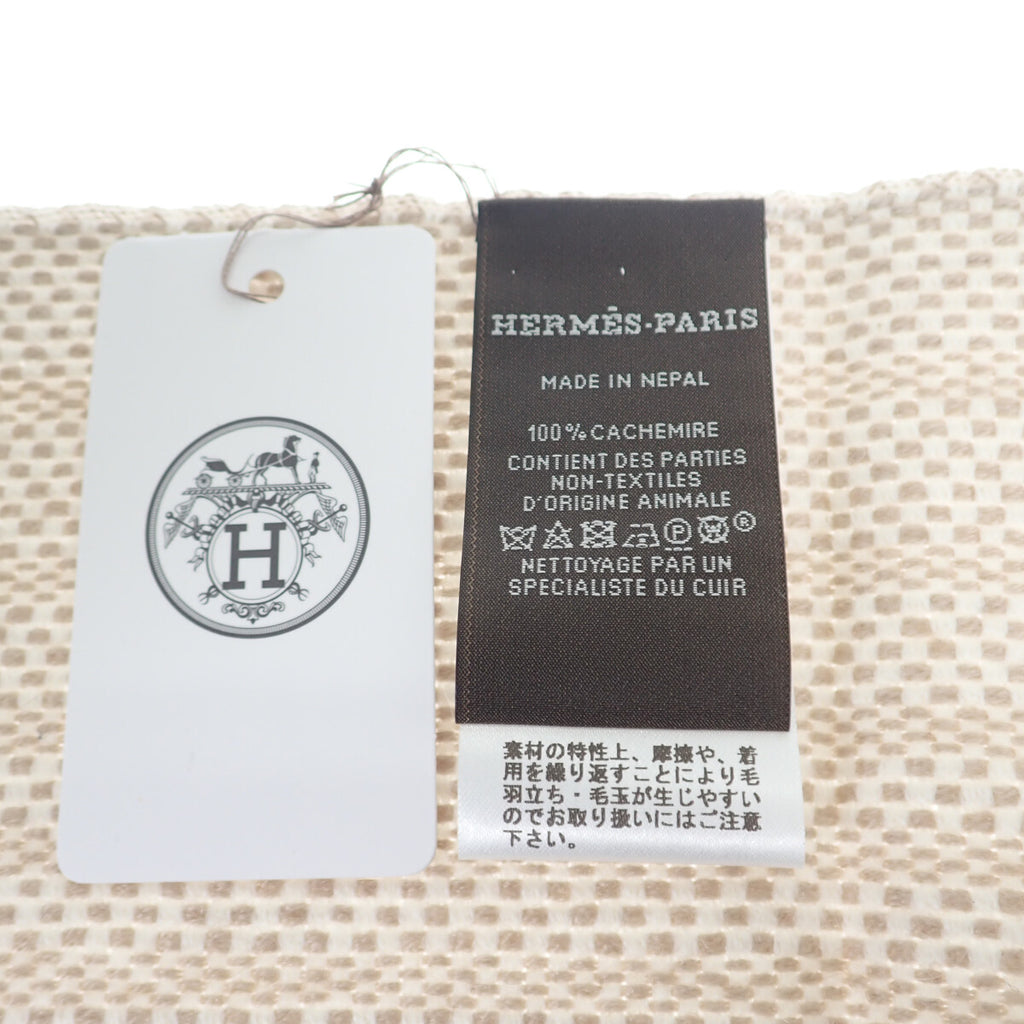 H
HERMÈS-PARIS
MADE IN NEPAL
100% CACHEMIRE
CONTIENT DES PARTIES
NON-TEXTILES
D'ORIGINE ANIMALE
P ®
NETTOYAGE PAR UN
SPECIALISTE DU CUIR
素材の特性上、摩擦や、着
用を繰り返すことにより毛
羽立ち・毛玉が生じやすい
のでお取り扱いにはご注意
下さい。